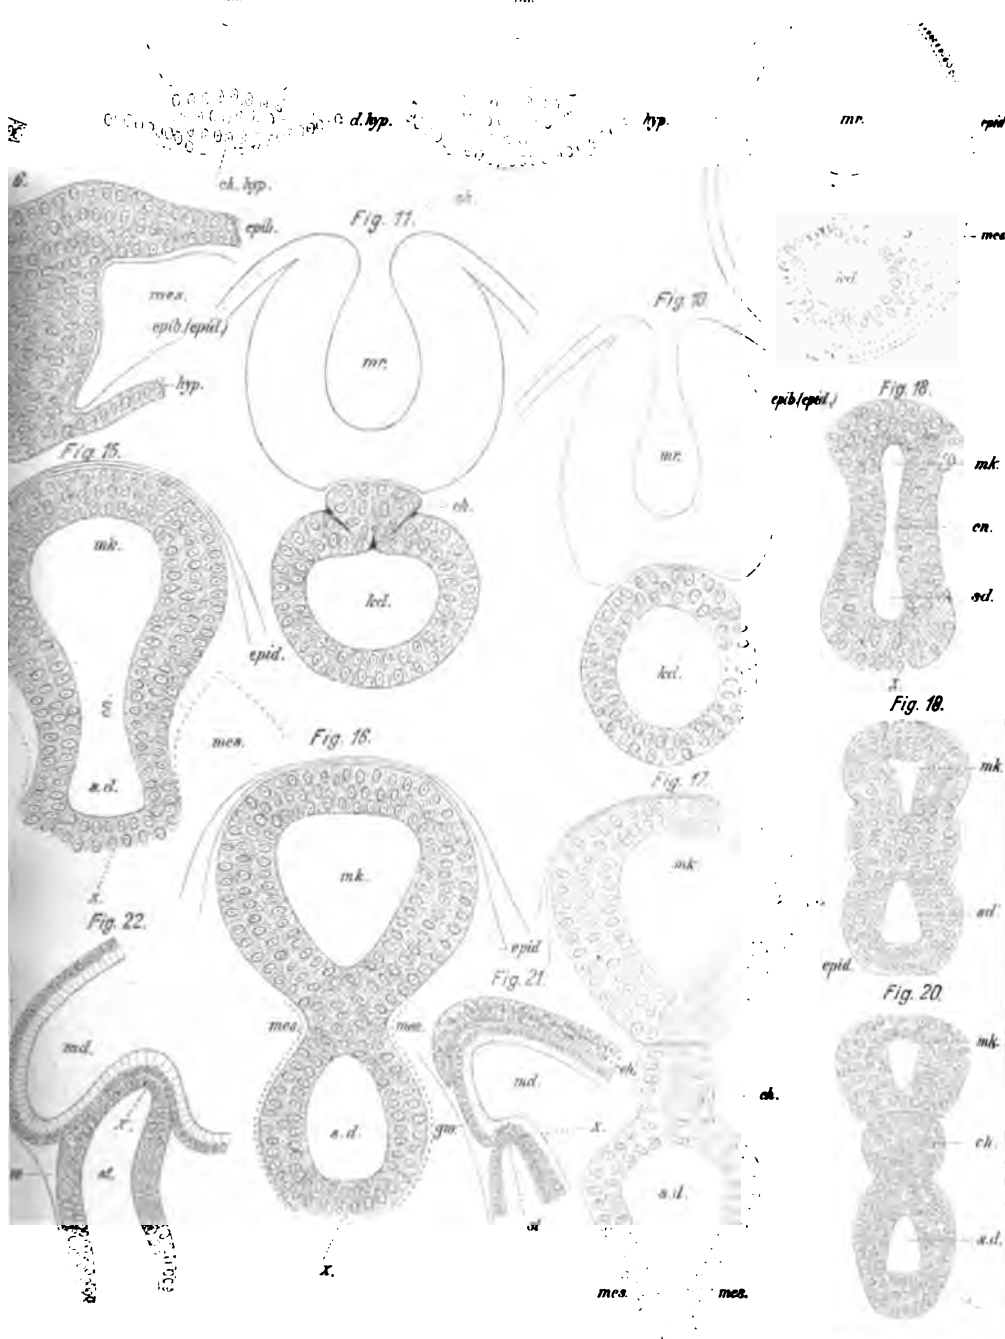 d.hyp.
hyp.
mr.
epid
ch. hyp.
6.
ch.
epib.
Fig. 11.
mes.
mes.
epib.(epid.)
Fig. 10.
mr.
hyp.
epib.(epid.)
Fig. 18.
Fig. 15.
mr.
mk.
ch.
mk.
cn.
kd.
sd.
epid.
kd.
x.
Fig. 19.
s.d.
mes.
Fig. 16.
mk.
Fig. 17.
mk.
mk.
x.
sd.
Fig. 22.
epid
epid.
Fig. 21.
Fig. 20.
mes.
mes.
mk.
md.
ch.
md.
ch.
x.
s.d.
x.
ch.
st.
s.d.
st
s.d.
x.
mes.
mes.